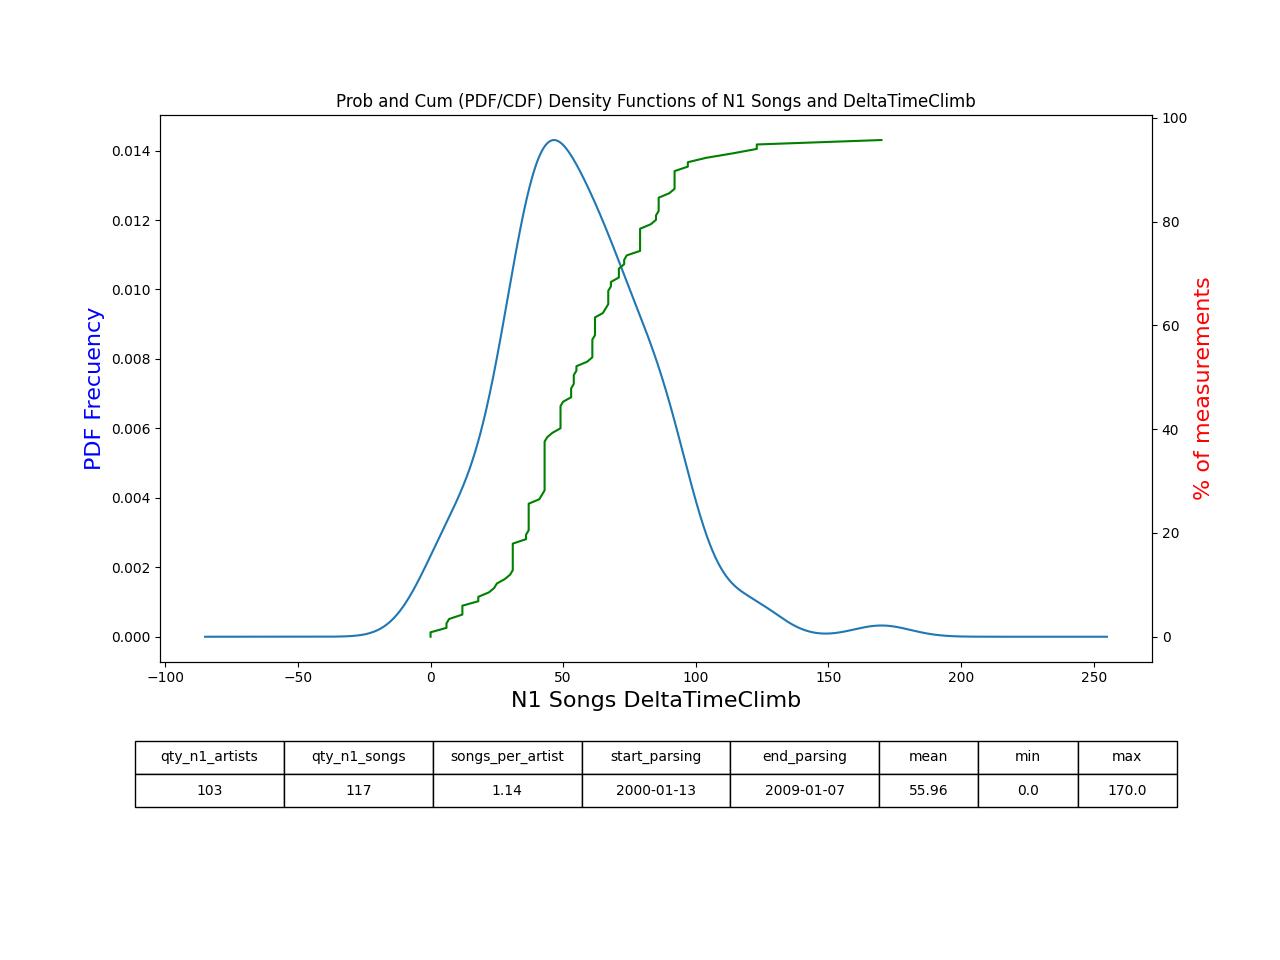 Prob and Cum (PDF/CDF) Density Functions of N1 Songs and DeltaTimeClimb
0.014
0.012
0.010
0.008
0.006
0.004
0.002
0.000
PDF Frecuency
100
80
60
40
20
0
% of measurements
−100 −50 0 50 100 150 200 250
N1 Songs DeltaTimeClimb
qty_n1_artists qty_n1_songs songs_per_artist start_parsing end_parsing mean min max
103 117 1.14 2000-01-13 2009-01-07 55.96 0.0 170.0